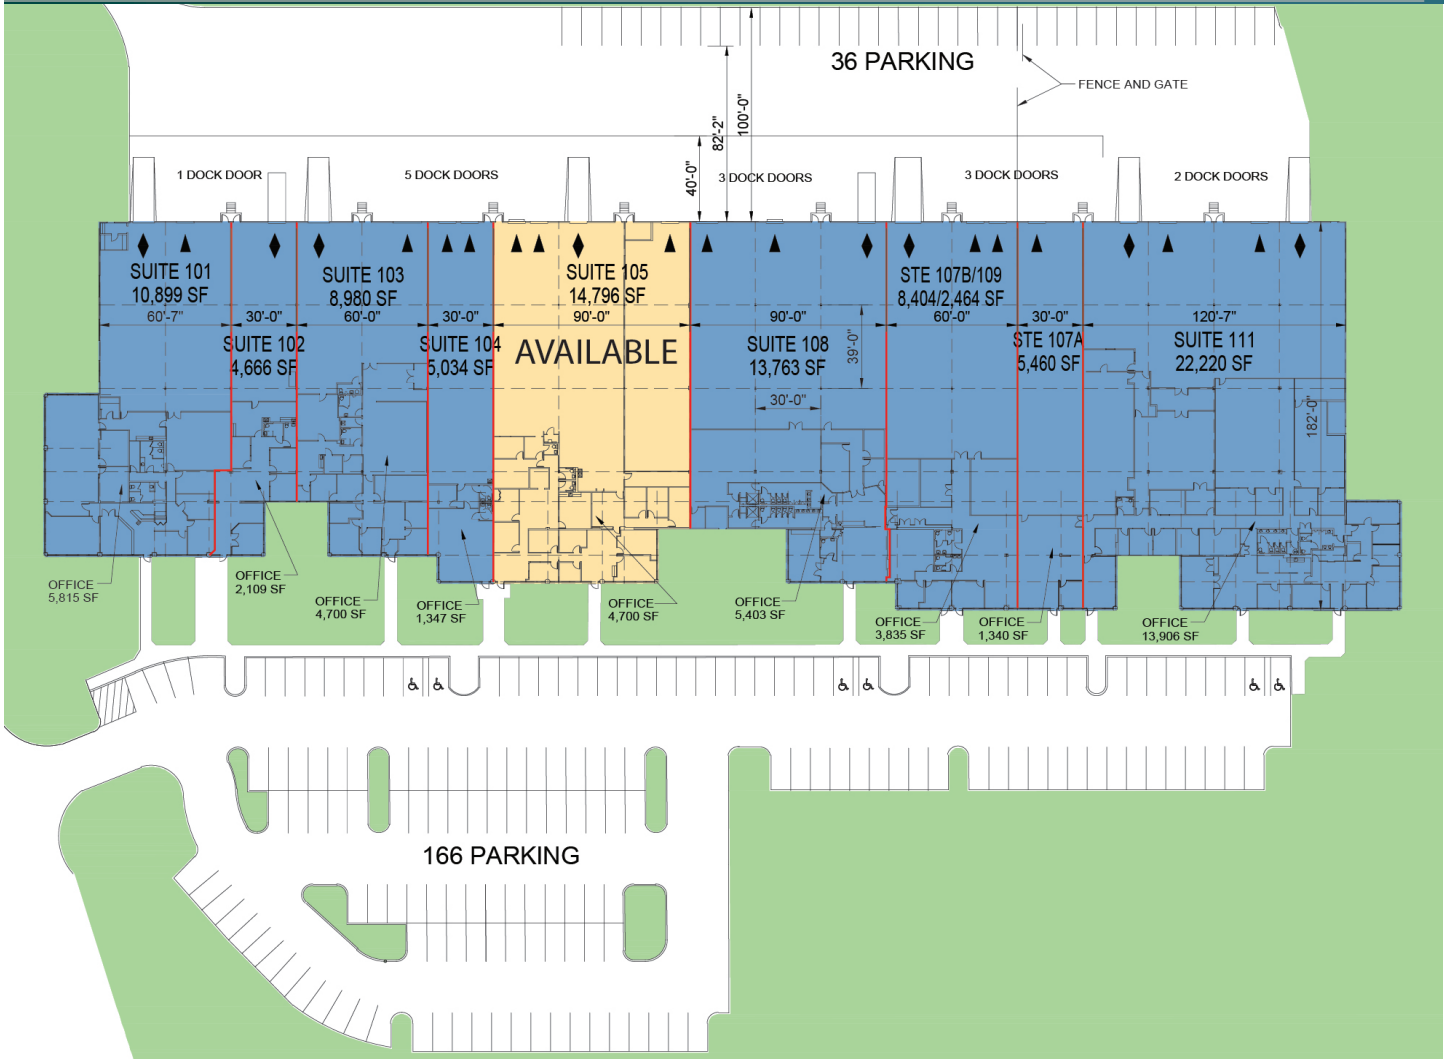 36 PARKING
FENCE AND GATE
100'-0"
82'-2"
40'-0"
1 DOCK DOOR
5 DOCK DOORS
3 DOCK DOORS
3 DOCK DOORS
2 DOCK DOORS
SUITE 101
10,899 SF
60'-7"
30'-0"
SUITE 102
4,666 SF
SUITE 103
8,980 SF
60'-0"
30'-0"
SUITE 104
5,034 SF
SUITE 105
14,796 SF
90'-0"
AVAILABLE
90'-0"
SUITE 108
13,763 SF
39'-0"
30'-0"
STE 107B/109
8,404/2,464 SF
60'-0"
30'-0"
STE 107A
5,460 SF
120'-7"
SUITE 111
22,220 SF
182'-0"
OFFICE
5,815 SF
OFFICE
2,109 SF
OFFICE
4,700 SF
OFFICE
1,347 SF
OFFICE
4,700 SF
OFFICE
5,403 SF
OFFICE
3,835 SF
OFFICE
1,340 SF
OFFICE
13,906 SF
166 PARKING